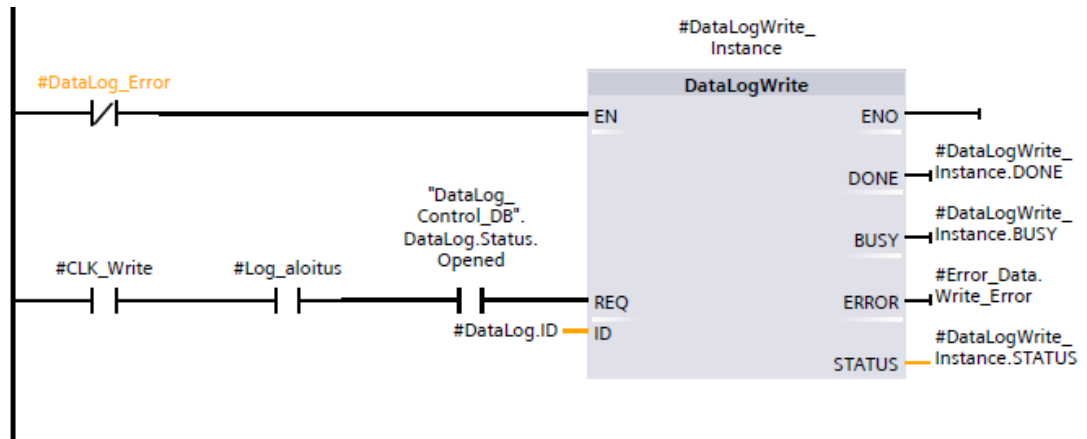 #DataLogWrite_
Instance
#DataLog_Error
DataLogWrite
EN
ENO
#DataLogWrite_
Instance.DONE
DONE
"DataLog_
Control_DB".
DataLog.Status.
Opened
#DataLogWrite_
Instance.BUSY
BUSY
#CLK_Write
#Log_aloitus
#Error_Data.
Write_Error
REQ
ERROR
#DataLog.ID
ID
#DataLogWrite_
Instance.STATUS
STATUS